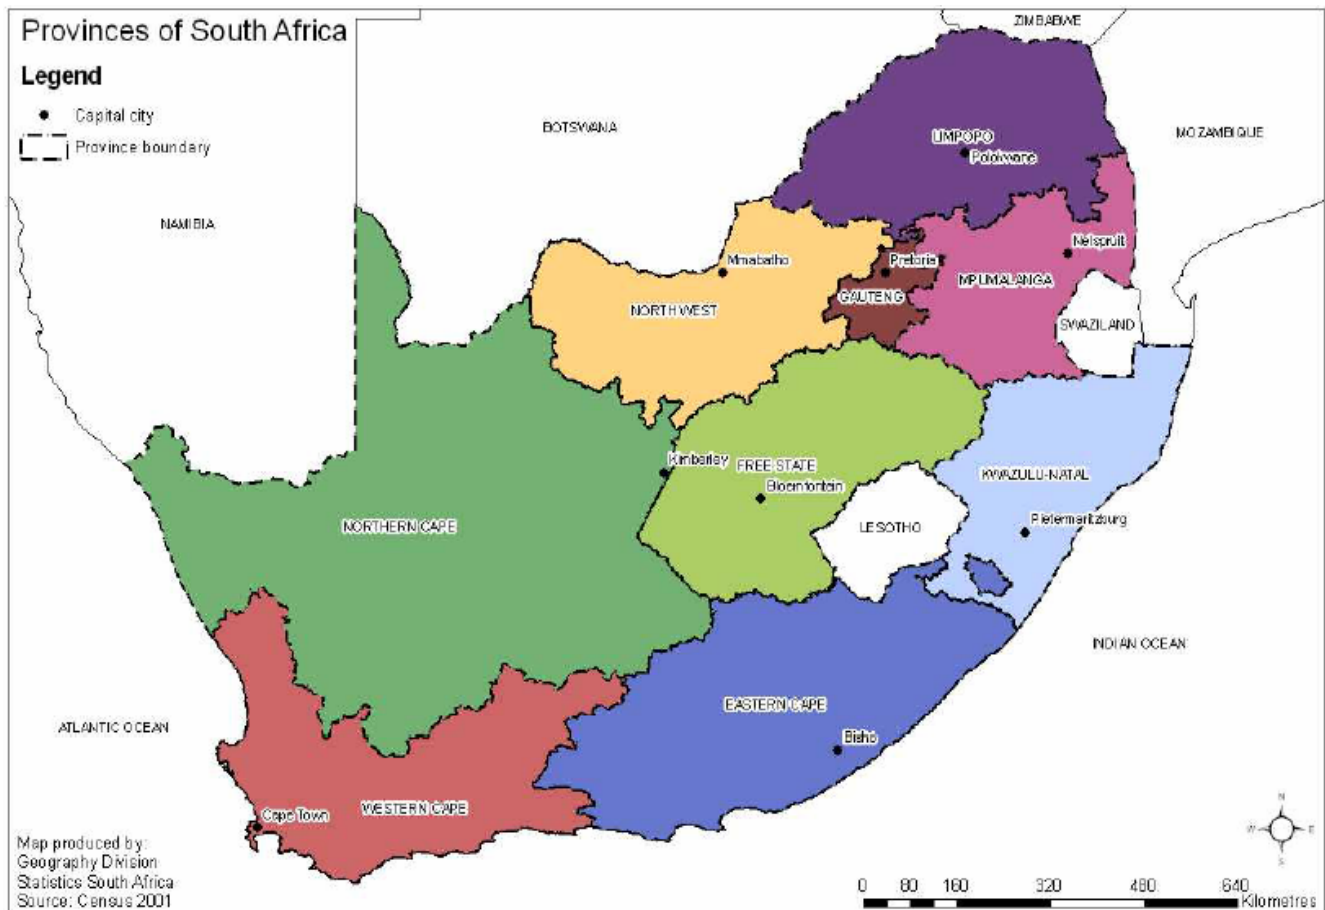 Provinces of South Africa
Legend
Capital city
Province boundary
ZIMBABWE
BOTSWANA
MOZAMBIQUE
LIMPOPO
Polokwane
NAMIBIA
Nelspruit
Mmabatho
Pretoria
MPUMALANGA
GAUTENG
NORTH WEST
SWAZILAND
Kimberley
FREE STATE
KWAZULU-NATAL
Bloemfontein
Pietermaritzburg
NORTHERN CAPE
LESOTHO
INDIAN OCEAN
EASTERN CAPE
ATLANTIC OCEAN
Bisho
WESTERN CAPE
Cape Town
N
W E
S
Map produced by:
Geography Division
Statistics South Africa
Source: Census 2001
0 80 160 320 480 640
Kilometres